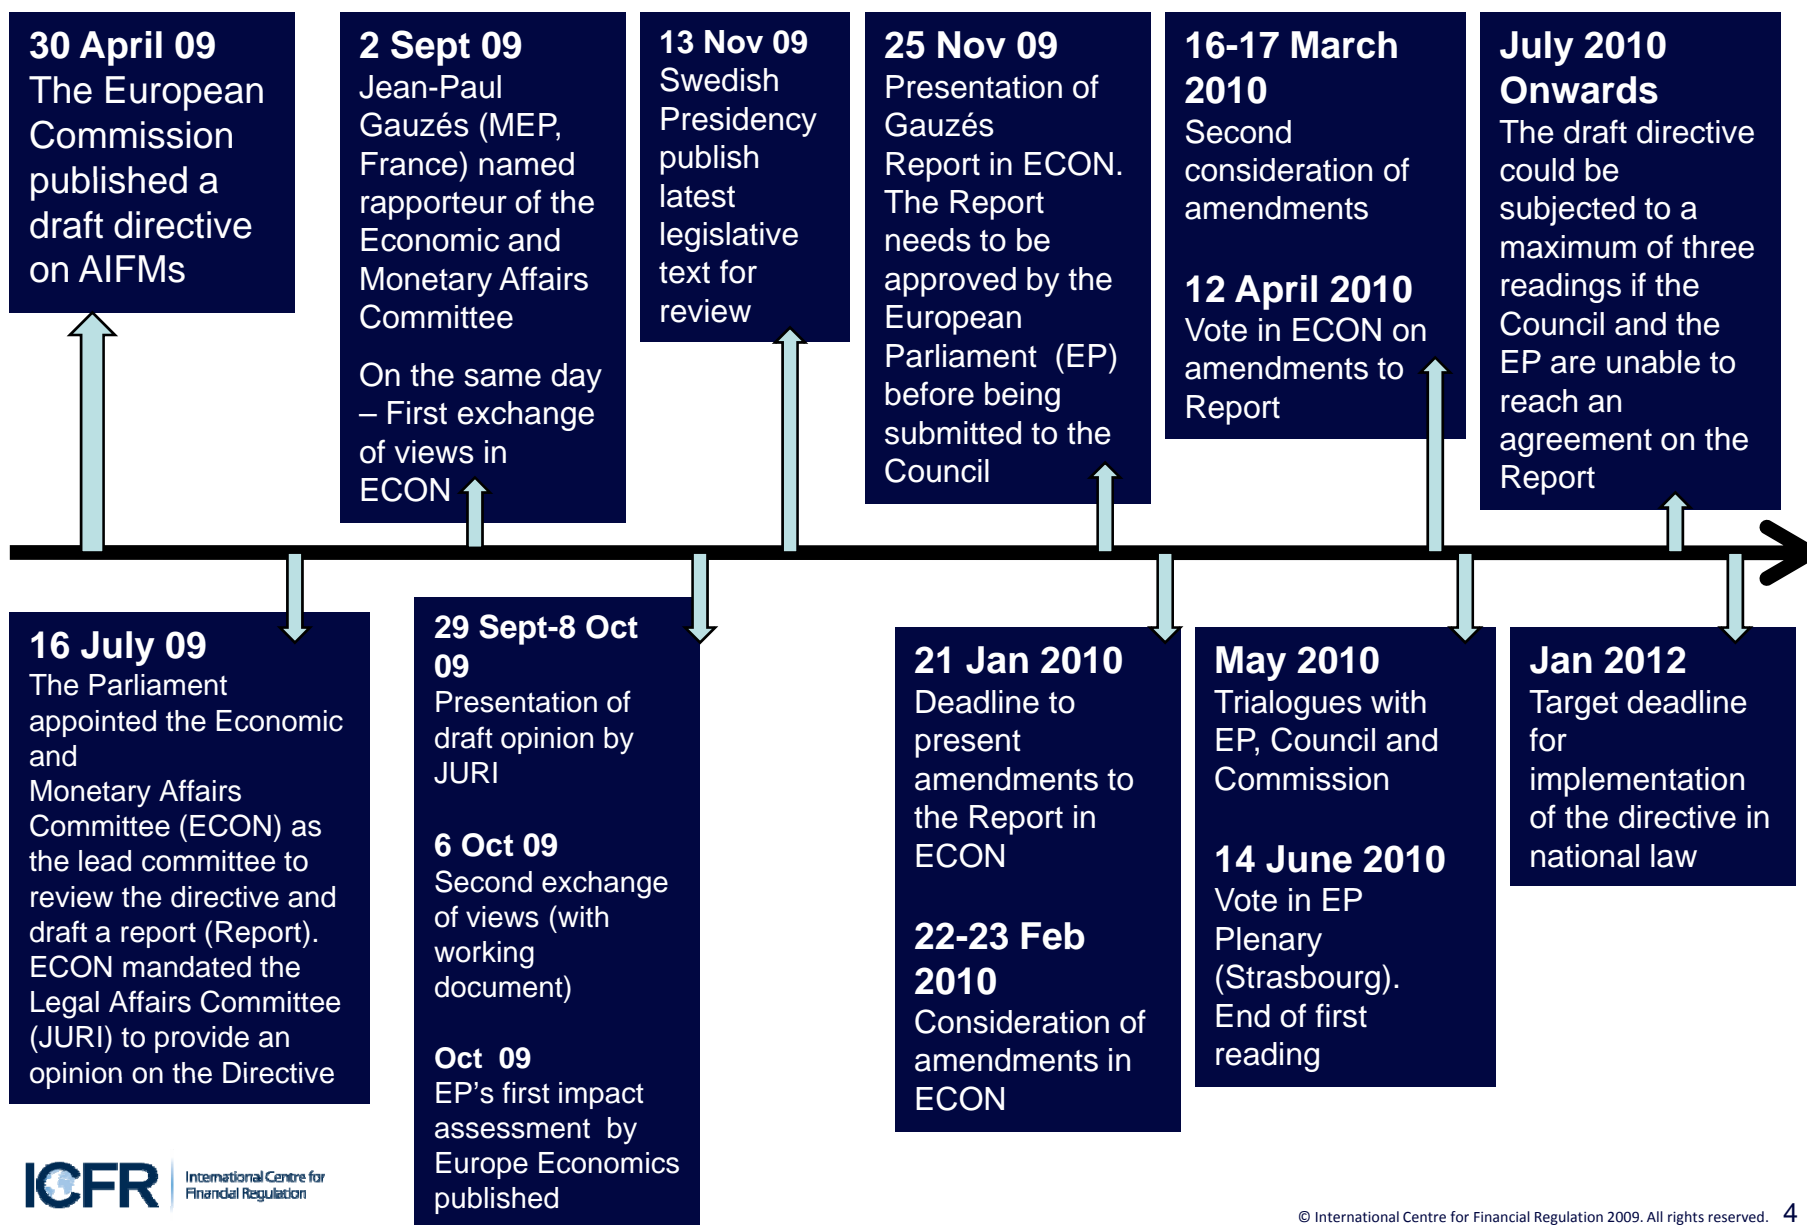 30 April 09
The European
Commission
published a
draft directive
on AIFMs
2 Sept 09
Jean-Paul
Gauzés (MEP,
France) named
rapporteur of the
Economic and
Monetary Affairs
Committee
On the same day
– First exchange
of views in
ECON
13 Nov 09
Swedish
Presidency
publish
latest
legislative
text for
review
25 Nov 09
Presentation of
Gauzés
Report in ECON.
The Report
needs to be
approved by the
European
Parliament (EP)
before being
submitted to the
Council
16-17 March
2010
Second
consideration of
amendments
12 April 2010
Vote in ECON on
amendments to
Report
July 2010
Onwards
The draft directive
could be
subjected to a
maximum of three
readings if the
Council and the
EP are unable to
reach an
agreement on the
Report
16 July 09
The Parliament
appointed the Economic
and
Monetary Affairs
Committee (ECON) as
the lead committee to
review the directive and
draft a report (Report).
ECON mandated the
Legal Affairs Committee
(JURI) to provide an
opinion on the Directive
29 Sept-8 Oct
09
Presentation of
draft opinion by
JURI
6 Oct 09
Second exchange
of views (with
working
document)
Oct 09
EP's first impact
assessment by
Europe Economics
published
21 Jan 2010
Deadline to
present
amendments to
the Report in
ECON
22-23 Feb
2010
Consideration of
amendments in
ECON
May 2010
Trialogues with
EP, Council and
Commission
14 June 2010
Vote in EP
Plenary
(Strasbourg).
End of first
reading
Jan 2012
Target deadline
for
implementation
of the directive in
national law
ICFR
International Centre for
Financial Regulation
© International Centre for Financial Regulation 2009. All rights reserved. 4